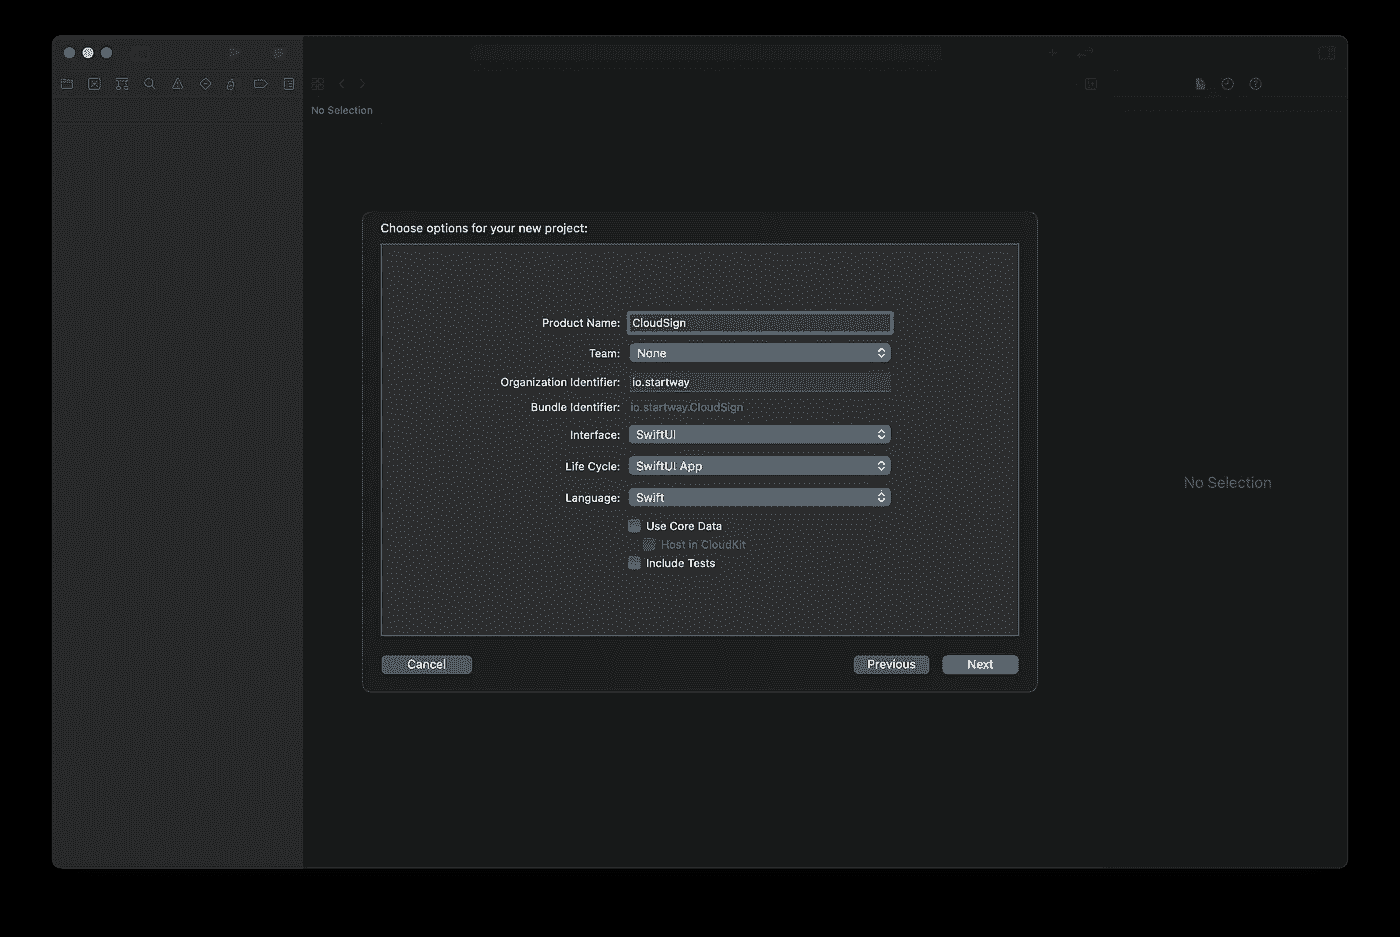 No Selection
Choose options for your new project:
Product Name: CloudSign
Team: None
Organization Identifier: io.startway
Bundle Identifier: io.startway.CloudSign
Interface: SwiftUI
Life Cycle: SwiftUI App
Language: Swift
Use Core Data
Host in CloudKit
Include Tests
Cancel Previous Next
No Selection